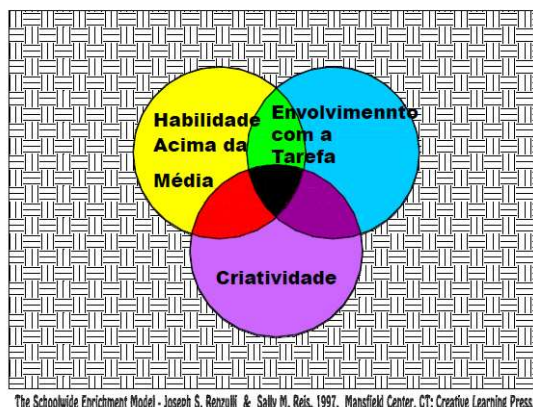 Habilidade
Acima da
Média
Envolvimennto
com a
Tarefa
Criatividade
The Schoolwide Enrichment Model - Joseph S. Renzulli & Sally M. Reis, 1997, Mansfield Center, CT: Creative Learning Press.